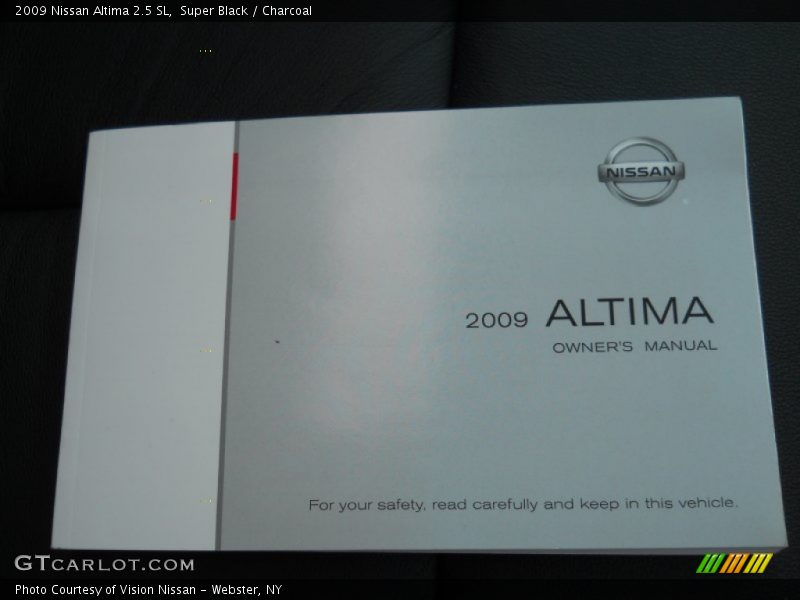 2009 Nissan Altima 2.5 SL,  Super Black / Charcoal
NISSAN
2009 ALTIMA
OWNER'S MANUAL
For your safety, read carefully and keep in this vehicle.
GTCARLOT.COM
Photo Courtesy of Vision Nissan - Webster, NY